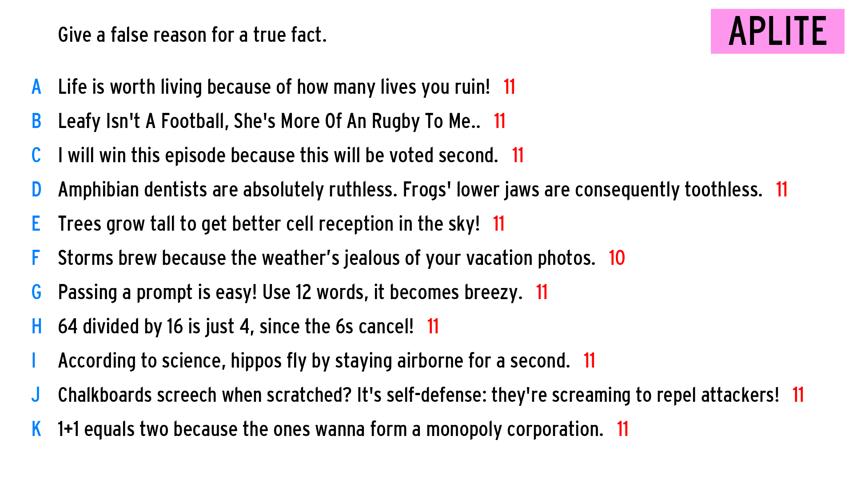 Give a false reason for a true fact.
APLITE
A Life is worth living because of how many lives you ruin! 11
B Leafy Isn't A Football, She's More Of An Rugby To Me.. 11
C I will win this episode because this will be voted second. 11
D Amphibian dentists are absolutely ruthless. Frogs' lower jaws are consequently toothless. 11
E Trees grow tall to get better cell reception in the sky! 11
F Storms brew because the weather’s jealous of your vacation photos. 10
G Passing a prompt is easy! Use 12 words, it becomes breezy. 11
H 64 divided by 16 is just 4, since the 6s cancel! 11
I According to science, hippos fly by staying airborne for a second. 11
J Chalkboards screech when scratched? It's self-defense: they're screaming to repel attackers! 11
K 1+1 equals two because the ones wanna form a monopoly corporation. 11